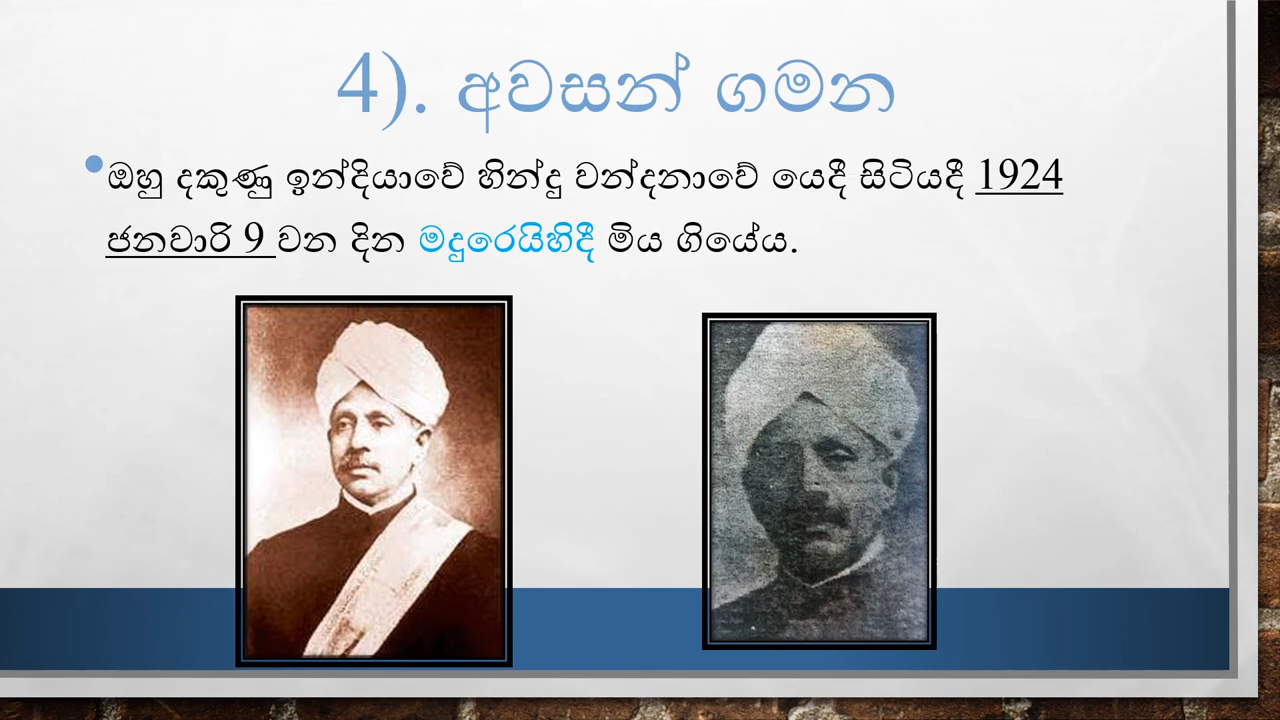 4). අවසන් ගමන
•ඔහු දකුණු ඉන්දියාවේ හින්දු වන්දනාවේ යෙදී සිටියදී 1924
ජනවාරි 9 වන දින මදුරෙයිහිදී මිය ගියේය.